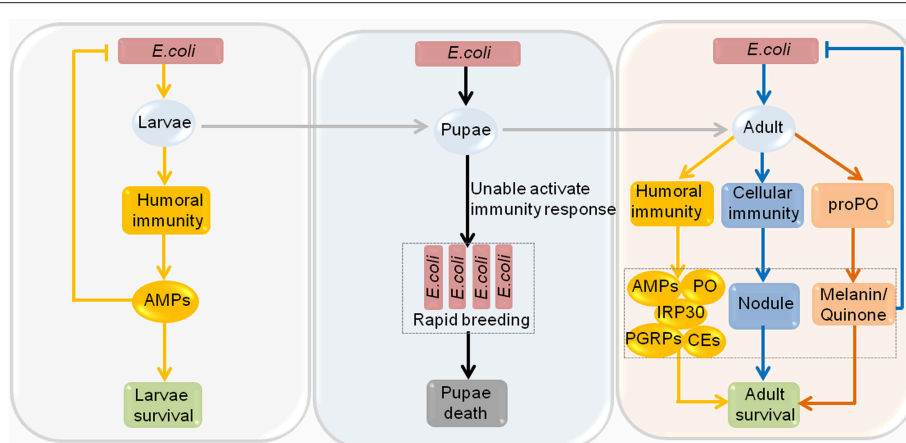 E.coli
Larvae
Humoral
immunity
AMPs
Larvae
survival
E.coli
Pupae
Unable activate
immunity response
E.coli
E.coli
E.coli
E.coli
Rapid breeding
Pupae
death
E.coli
Adult
Humoral
immunity
Cellular
immunity
proPO
AMPs
PO
IRP30
PGRPs
CEs
Nodule
Melanin/
Quinone
Adult
survival